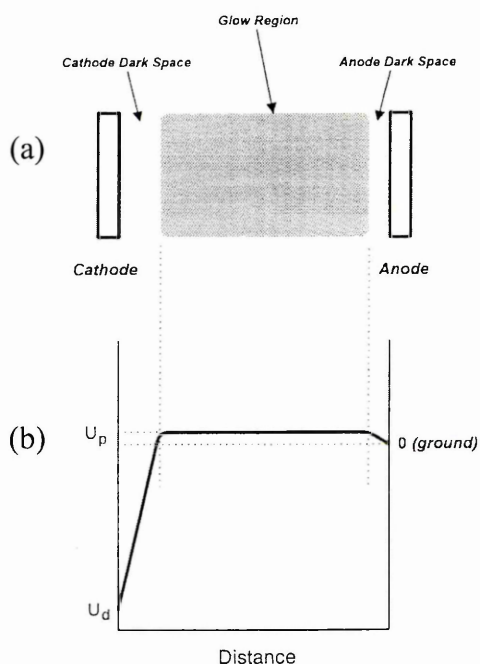 Glow Region
Cathode Dark Space
Anode Dark Space
(a)
Cathode
Anode
(b)
Up
0 (ground)
Ud
Distance